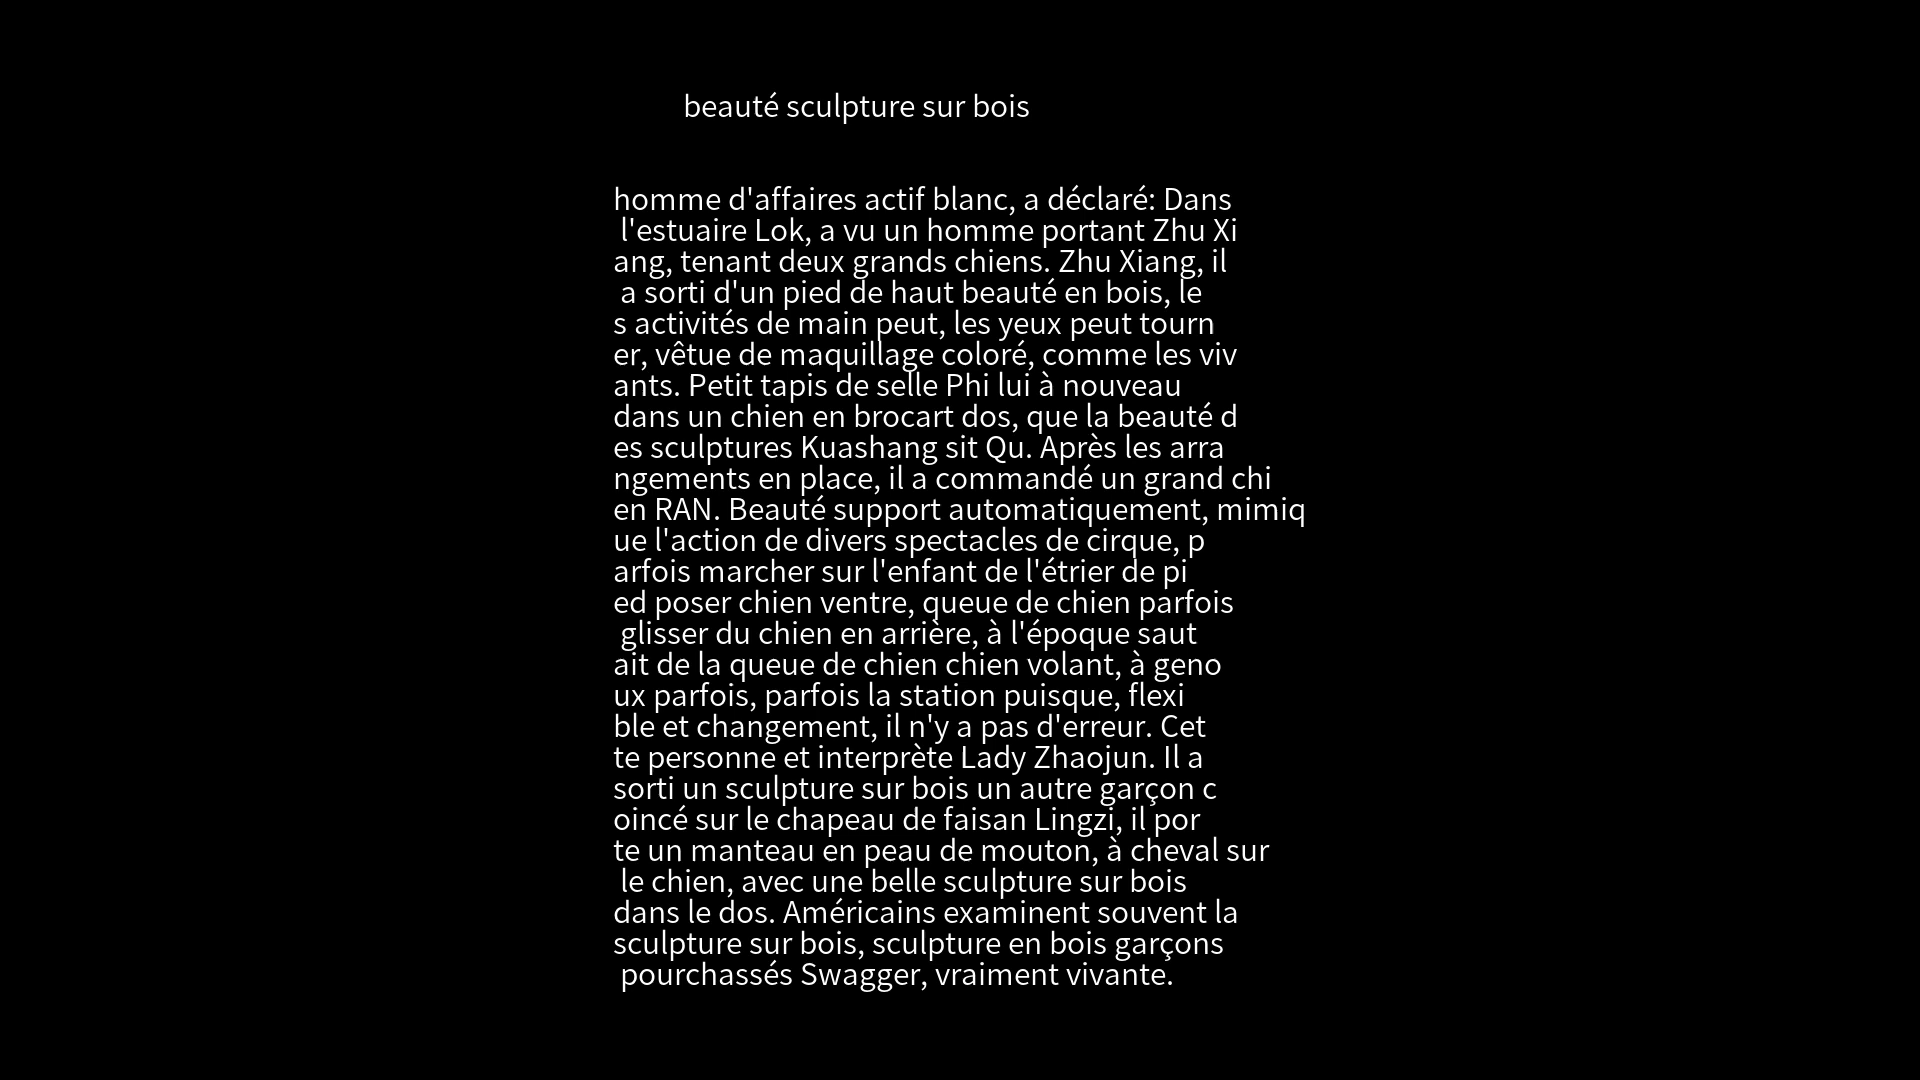 beauté sculpture sur bois
homme d'affaires actif blanc, a déclaré: Dans
l'estuaire Lok, a vu un homme portant Zhu Xi
ang, tenant deux grands chiens. Zhu Xiang, il
a sorti d'un pied de haut beauté en bois, le
s activités de main peut, les yeux peut tourn
er, vêtue de maquillage coloré, comme les viv
ants. Petit tapis de selle Phi lui à nouveau
dans un chien en brocart dos, que la beauté d
es sculptures Kuashang sit Qu. Après les arra
ngements en place, il a commandé un grand chi
en RAN. Beauté support automatiquement, mimiq
ue l'action de divers spectacles de cirque, p
arfois marcher sur l'enfant de l'étrier de pi
ed poser chien ventre, queue de chien parfois
glisser du chien en arrière, à l'époque saut
ait de la queue de chien chien volant, à geno
ux parfois, parfois la station puisque, flexi
ble et changement, il n'y a pas d'erreur. Cet
te personne et interprète Lady Zhaojun. Il a
sorti un sculpture sur bois un autre garçon c
oincé sur le chapeau de faisan Lingzi, il por
te un manteau en peau de mouton, à cheval sur
le chien, avec une belle sculpture sur bois
dans le dos. Américains examinent souvent la
sculpture sur bois, sculpture en bois garçons
pourchassés Swagger, vraiment vivante.